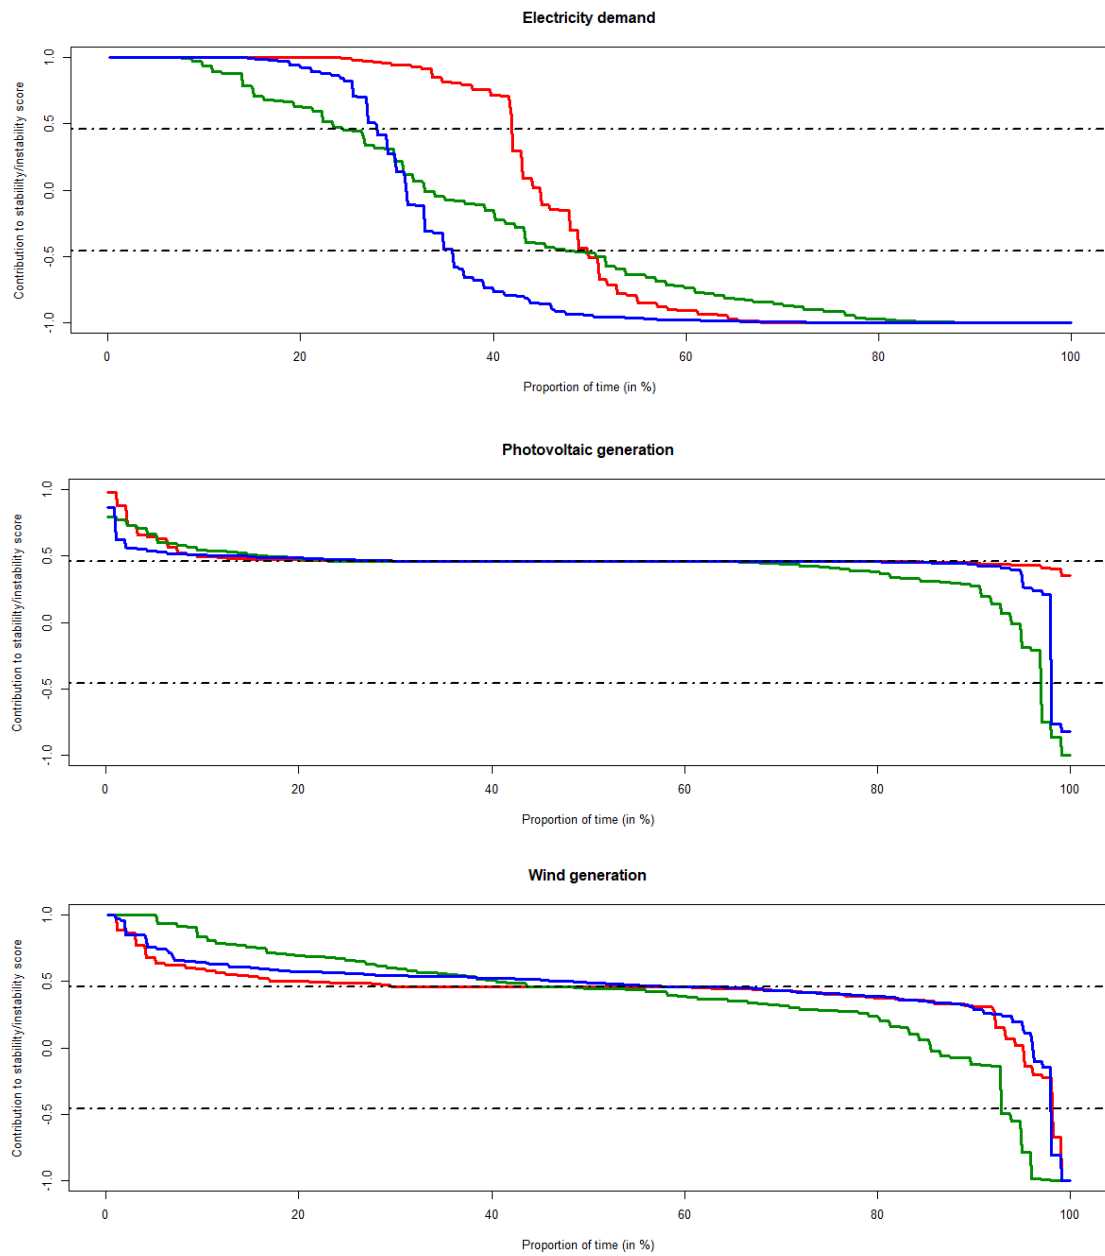 Electricity demand
Contribution to stability/instability score
1.0
0.5
0.0
-0.5
-1.0
0 20 40 60 80 100
Proportion of time (in %)
Photovoltaic generation
Contribution to stability/instability score
1.0
0.5
0.0
-0.5
-1.0
0 20 40 60 80 100
Proportion of time (in %)
Wind generation
Contribution to stability/instability score
1.0
0.5
0.0
-0.5
-1.0
0 20 40 60 80 100
Proportion of time (in %)